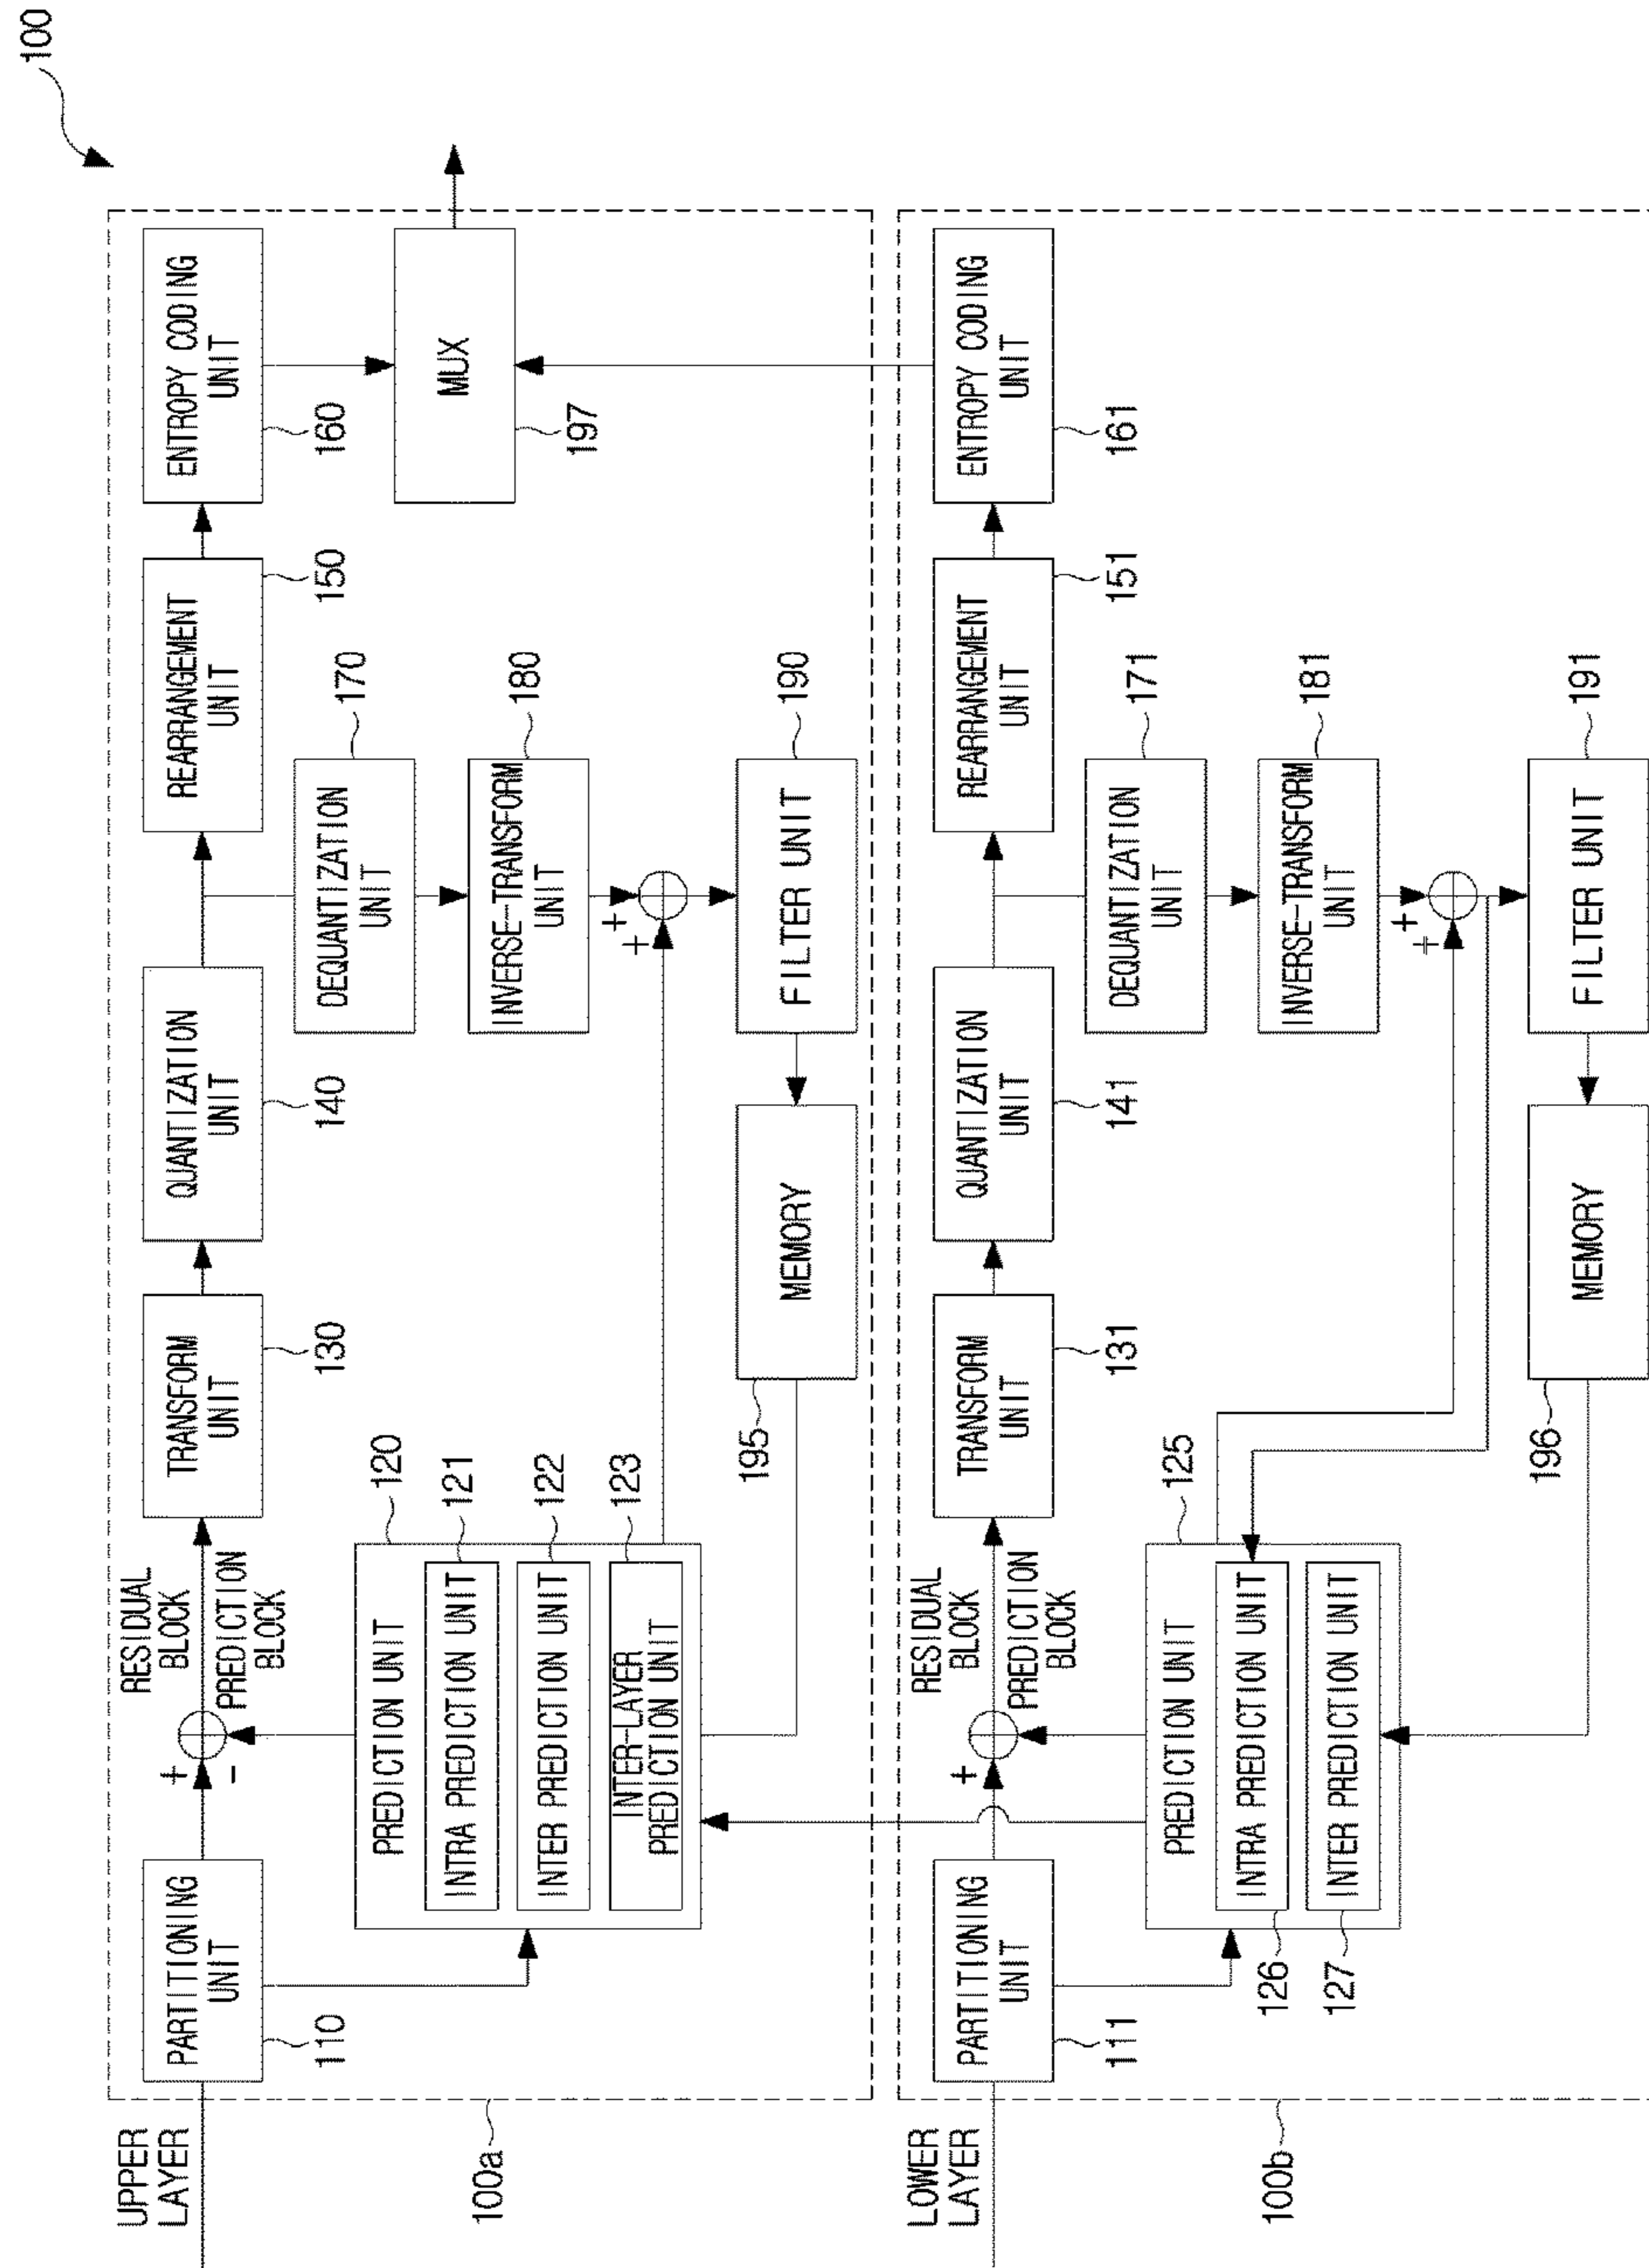 100
UPPER
LAYER
100a
PARTITIONING
UNIT
110
+
-
RESIDUAL
BLOCK
PREDICTION
BLOCK
TRANSFORM
UNIT
130
QUANTIZATION
UNIT
140
REARRANGEMENT
UNIT
150
ENTROPY CODING
UNIT
160
MUX
197
PREDICTION UNIT
120
INTRA PREDICTION UNIT
121
INTER PREDICTION UNIT
122
INTER-LAYER
PREDICTION UNIT
123
DEQUANTIZATION
UNIT
170
INVERSE-TRANSFORM
UNIT
180
+
+
FILTER UNIT
190
MEMORY
195
LOWER
LAYER
100b
PARTITIONING
UNIT
111
+
RESIDUAL
BLOCK
PREDICTION
BLOCK
TRANSFORM
UNIT
131
QUANTIZATION
UNIT
141
REARRANGEMENT
UNIT
151
ENTROPY CODING
UNIT
161
PREDICTION UNIT
125
INTRA PREDICTION UNIT
126
INTER PREDICTION UNIT
127
DEQUANTIZATION
UNIT
171
INVERSE-TRANSFORM
UNIT
181
+
+
FILTER UNIT
191
MEMORY
196